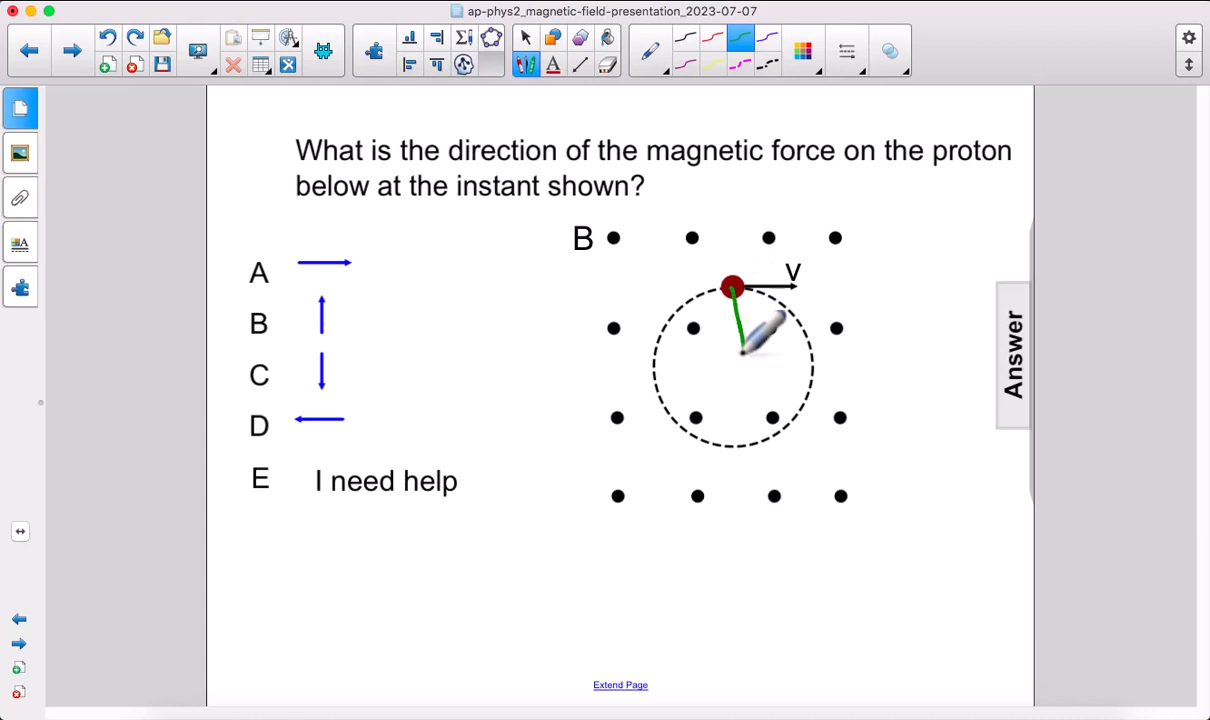 ap-phys2_magnetic-field-presentation_2023-07-07
What is the direction of the magnetic force on the proton
below at the instant shown?
B
v
A
B
C
D
E I need help
Answer
Extend Page